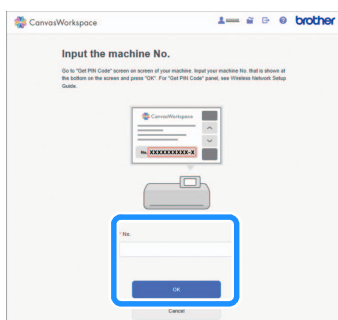 CanvasWorkspace
brother
Input the machine No.
Go to "Get PIN Code" screen on screen of your machine. Input your machine No. that is shown at
the bottom on the screen and press "OK". For "Get PIN Code" panel, see Wireless Network Setup
Guide.
CanvasWorkspace
No. XXXXXXXXXX-X
* No.
OK
Cancel